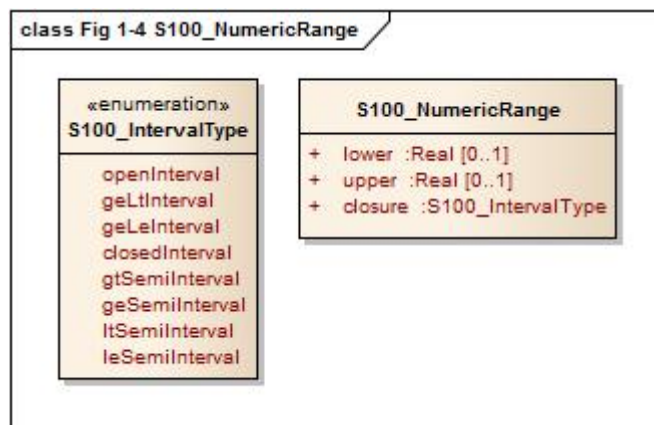 class Fig 1-4 S100_NumericRange
«enumeration»
S100_IntervalType
openInterval
geLtInterval
geLeInterval
closedInterval
gtSemiInterval
geSemiInterval
ltSemiInterval
leSemiInterval
S100_NumericRange
+ lower :Real [0..1]
+ upper :Real [0..1]
+ closure :S100_IntervalType